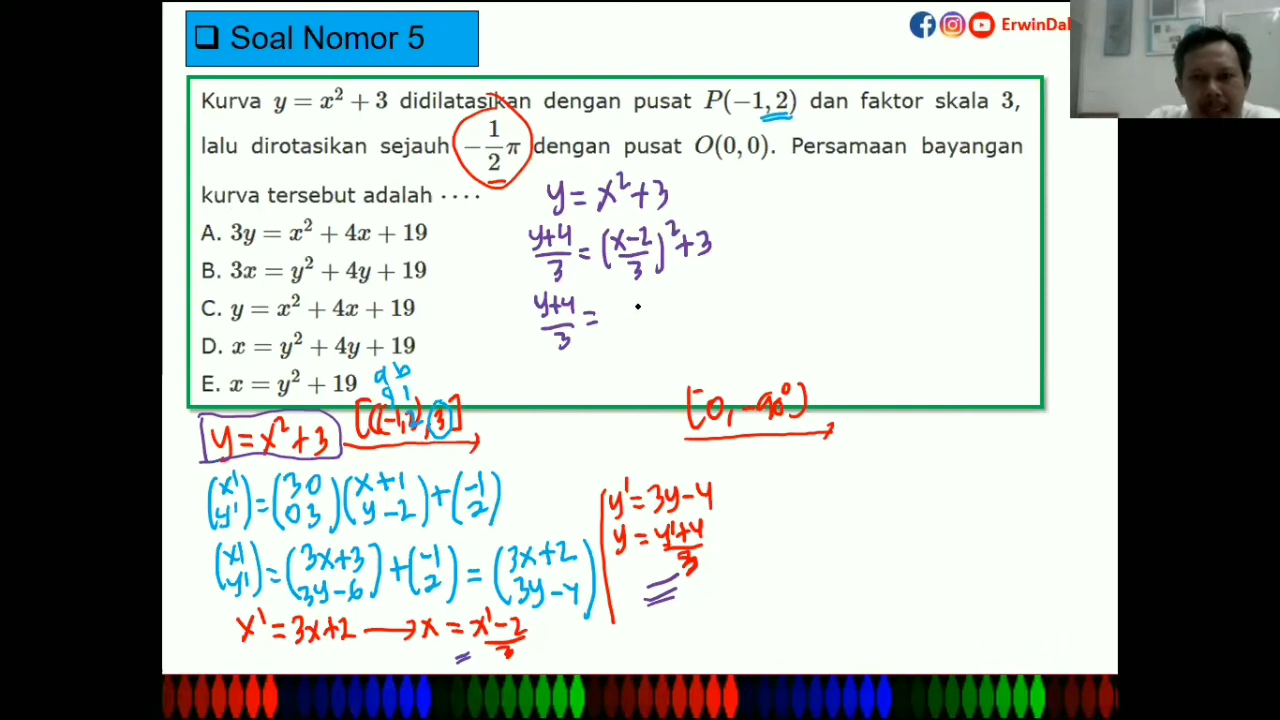 Soal Nomor 5
ErwinDal
Kurva y = x² + 3 didilatasikan dengan pusat P(−1, 2) dan faktor skala 3,
lalu dirotasikan sejauh −1/2 π dengan pusat O(0, 0). Persamaan bayangan
kurva tersebut adalah ····
A. 3y = x² + 4x + 19
B. 3x = y² + 4y + 19
C. y = x² + 4x + 19
D. x = y² + 4y + 19
E. x = y² + 19
y = x² + 3
(y+4)/3 = ((x−2)/3)² + 3
(y+4)/3 =
a b
y = x² + 3 [(−1,2), 3]
[0, −90°)
(x' y') = (3 0 0 3)(x+1 y−2) + (−1 2)
(x' y') = (3x+3 3y−6) + (−1 2) = (3x+2 3y−4)
x' = 3x+2 → x = (x'−2)/3
y' = 3y−4
y = (y'+4)/3